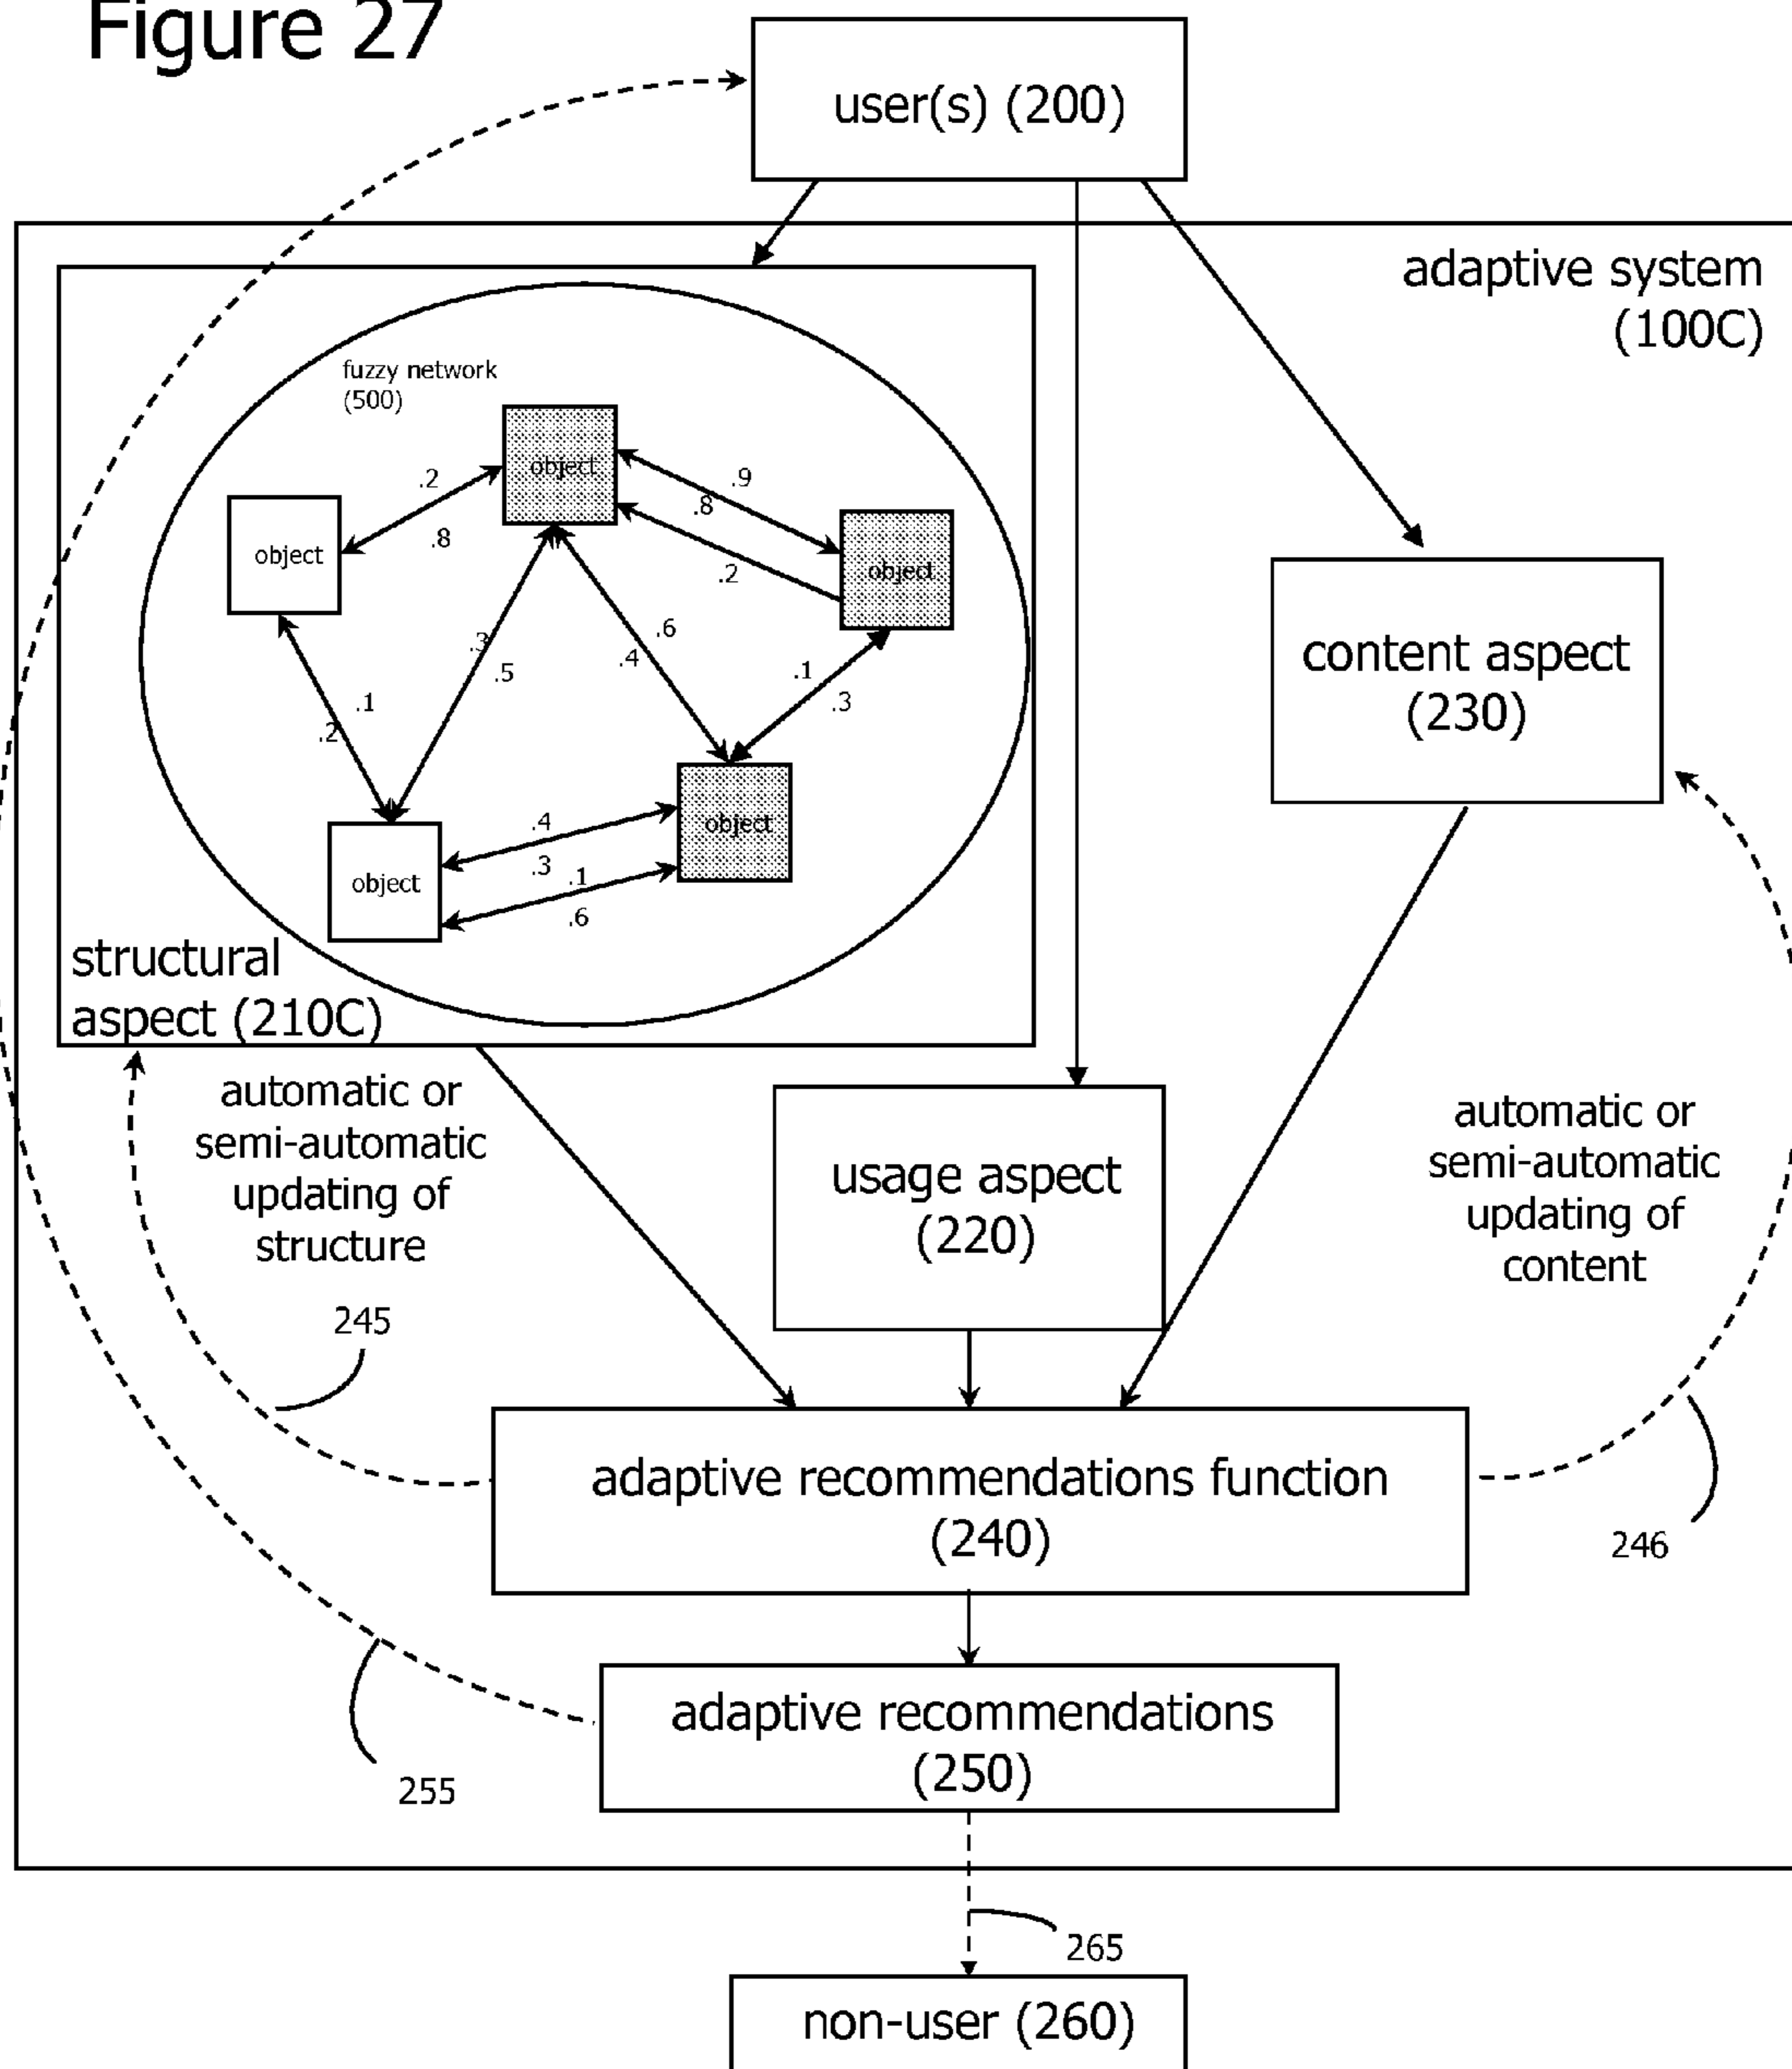 Figure 27
user(s) (200)
adaptive system
(100C)
fuzzy network
(500)
object
.2
.8
object
.9
.8
.2
object
object
.3
.5
.6
.4
.1
.3
.1
.2
content aspect
(230)
object
.4
.3
.1
.6
object
structural
aspect (210C)
automatic or
semi-automatic
updating of
structure
245
usage aspect
(220)
automatic or
semi-automatic
updating of
content
246
adaptive recommendations function
(240)
adaptive recommendations
(250)
255
265
non-user (260)